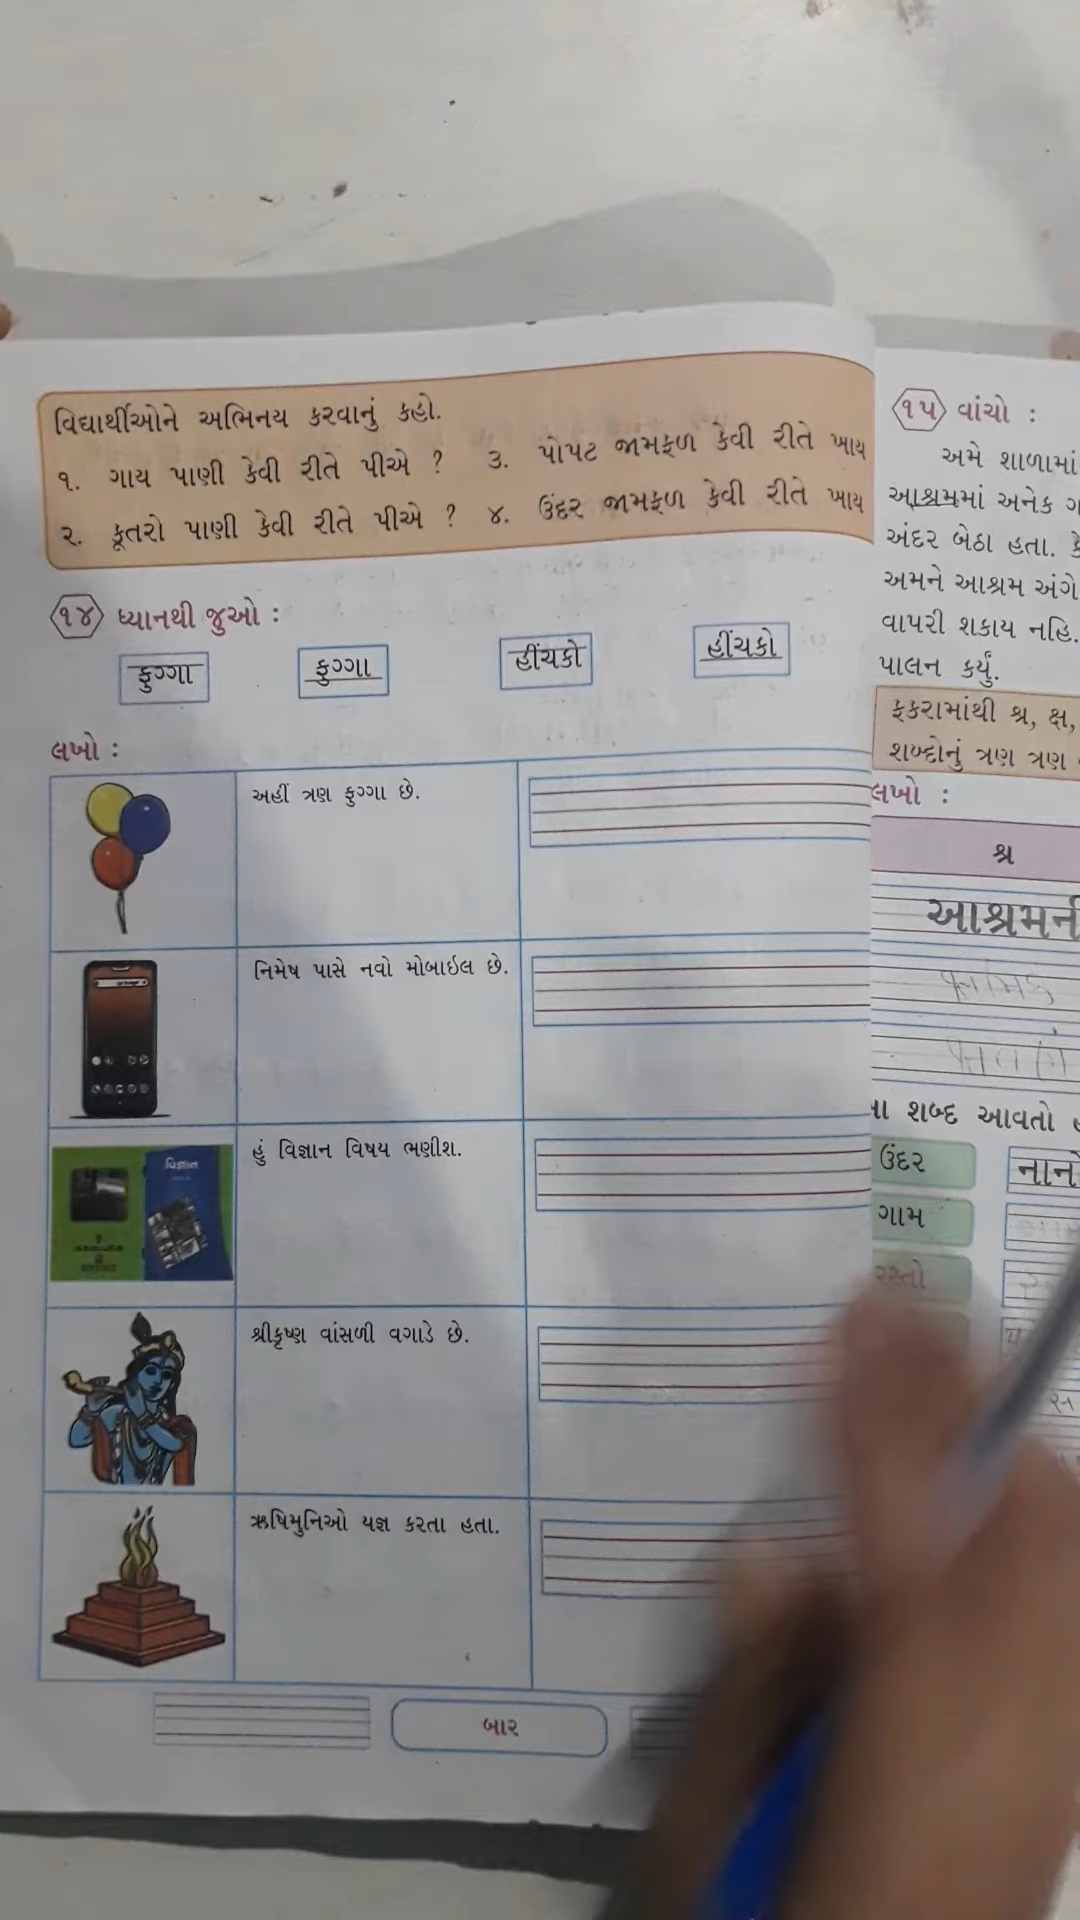 વિદ્યાર્થીઓને અભિનય કરવાનું કહો.
૧. ગાય પાણી કેવી રીતે પીએ ?
૩. પોપટ જામફળ કેવી રીતે ખાય
૨. કૂતરો પાણી કેવી રીતે પીએ ?
૪. ઉંદર જામફળ કેવી રીતે ખાય
૧૪ ધ્યાનથી જુઓ :
ફુગ્ગા ફુગ્ગા હીંચકો હીંચકો
લખો :
અહીં ત્રણ ફુગ્ગા છે.
નિમેષ પાસે નવો મોબાઇલ છે.
વિજ્ઞાન
હું વિજ્ઞાન વિષય ભણીશ.
શ્રીકૃષ્ણ વાંસળી વગાડે છે.
ઋષિમુનિઓ યજ્ઞ કરતા હતા.
બાર
૧૫ વાંચો :
અમે શાળામાં
આશ્રમમાં અનેક
અંદર બેઠા હતા.
અમને આશ્રમ અંગે
વાપરી શકાય નહિ.
પાલન કર્યું.
ફકરામાંથી શ્ર, ક્ષ,
શબ્દોનું ત્રણ ત્રણ
લખો :
શ્ર
આશ્રમની
શબ્દ આવતો
ઉંદર
ગામ
રસ્તો